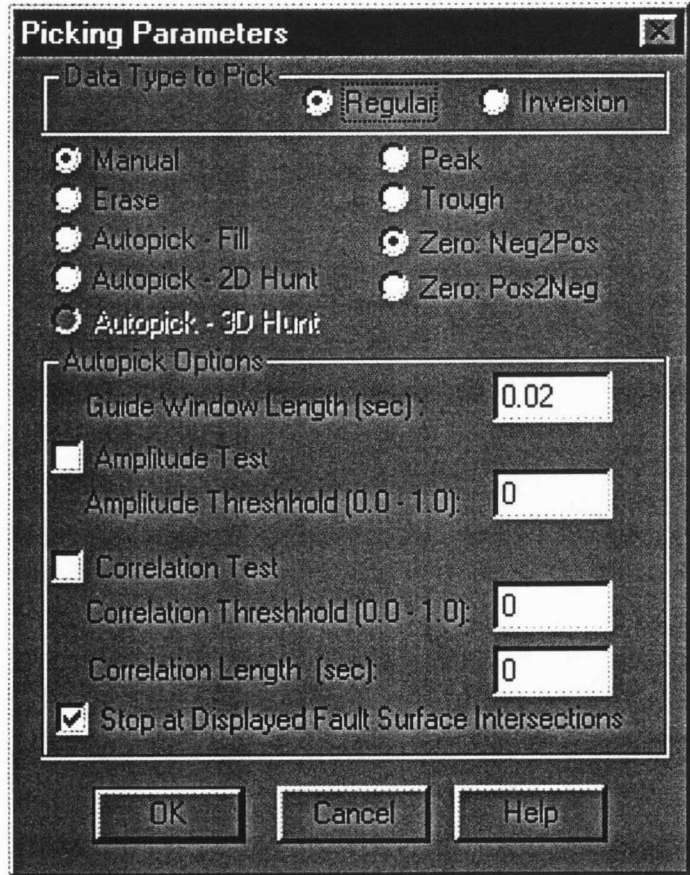 Picking Parameters
Data Type to Pick
Regular Inversion
Manual Peak
Erase Trough
Autopick - Fill Zero: Neg2Pos
Autopick - 2D Hunt Zero: Pos2Neg
Autopick - 3D Hunt
Autopick Options
Guide Window Length (sec) : 0.02
Amplitude Test
Amplitude Threshhold (0.0 - 1.0): 0
Correlation Test
Correlation Threshhold (0.0 - 1.0): 0
Correlation Length (sec): 0
Stop at Displayed Fault Surface Intersections
OK Cancel Help